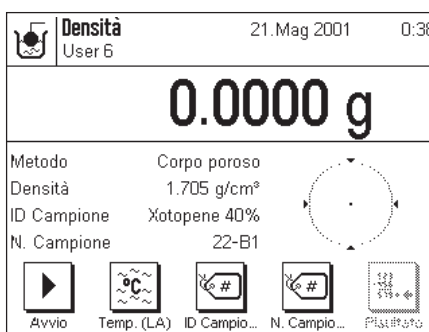 Densità 21.Mag 2001 0:38
User 6
0.0000 g
Metodo Corpo poroso
Densità 1.705 g/cm³
ID Campione Xotopene 40%
N. Campione 22-B1
°C # #
Avvio Temp. (LA) ID Campio... N. Campio...